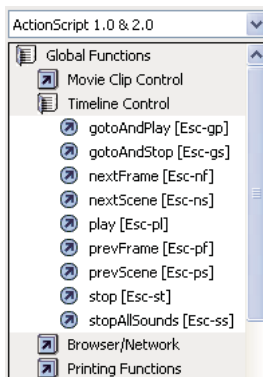 ActionScript 1.0 & 2.0
Global Functions
Movie Clip Control
Timeline Control
gotoAndPlay [Esc-gp]
gotoAndStop [Esc-gs]
nextFrame [Esc-nf]
nextScene [Esc-ns]
play [Esc-pl]
prevFrame [Esc-pf]
prevScene [Esc-ps]
stop [Esc-st]
stopAllSounds [Esc-ss]
Browser/Network
Printing Functions